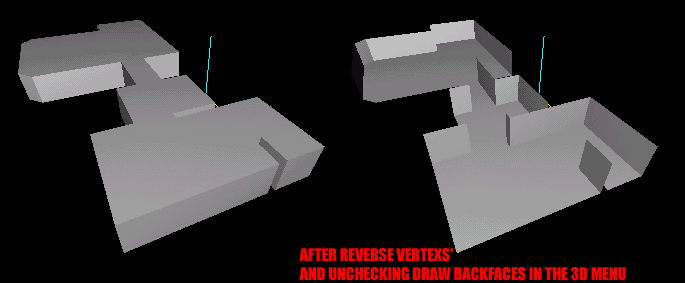 AFTER REVERSE VERTEXS'
AND UNCHECKING DRAW BACKFACES IN THE 3D MENU